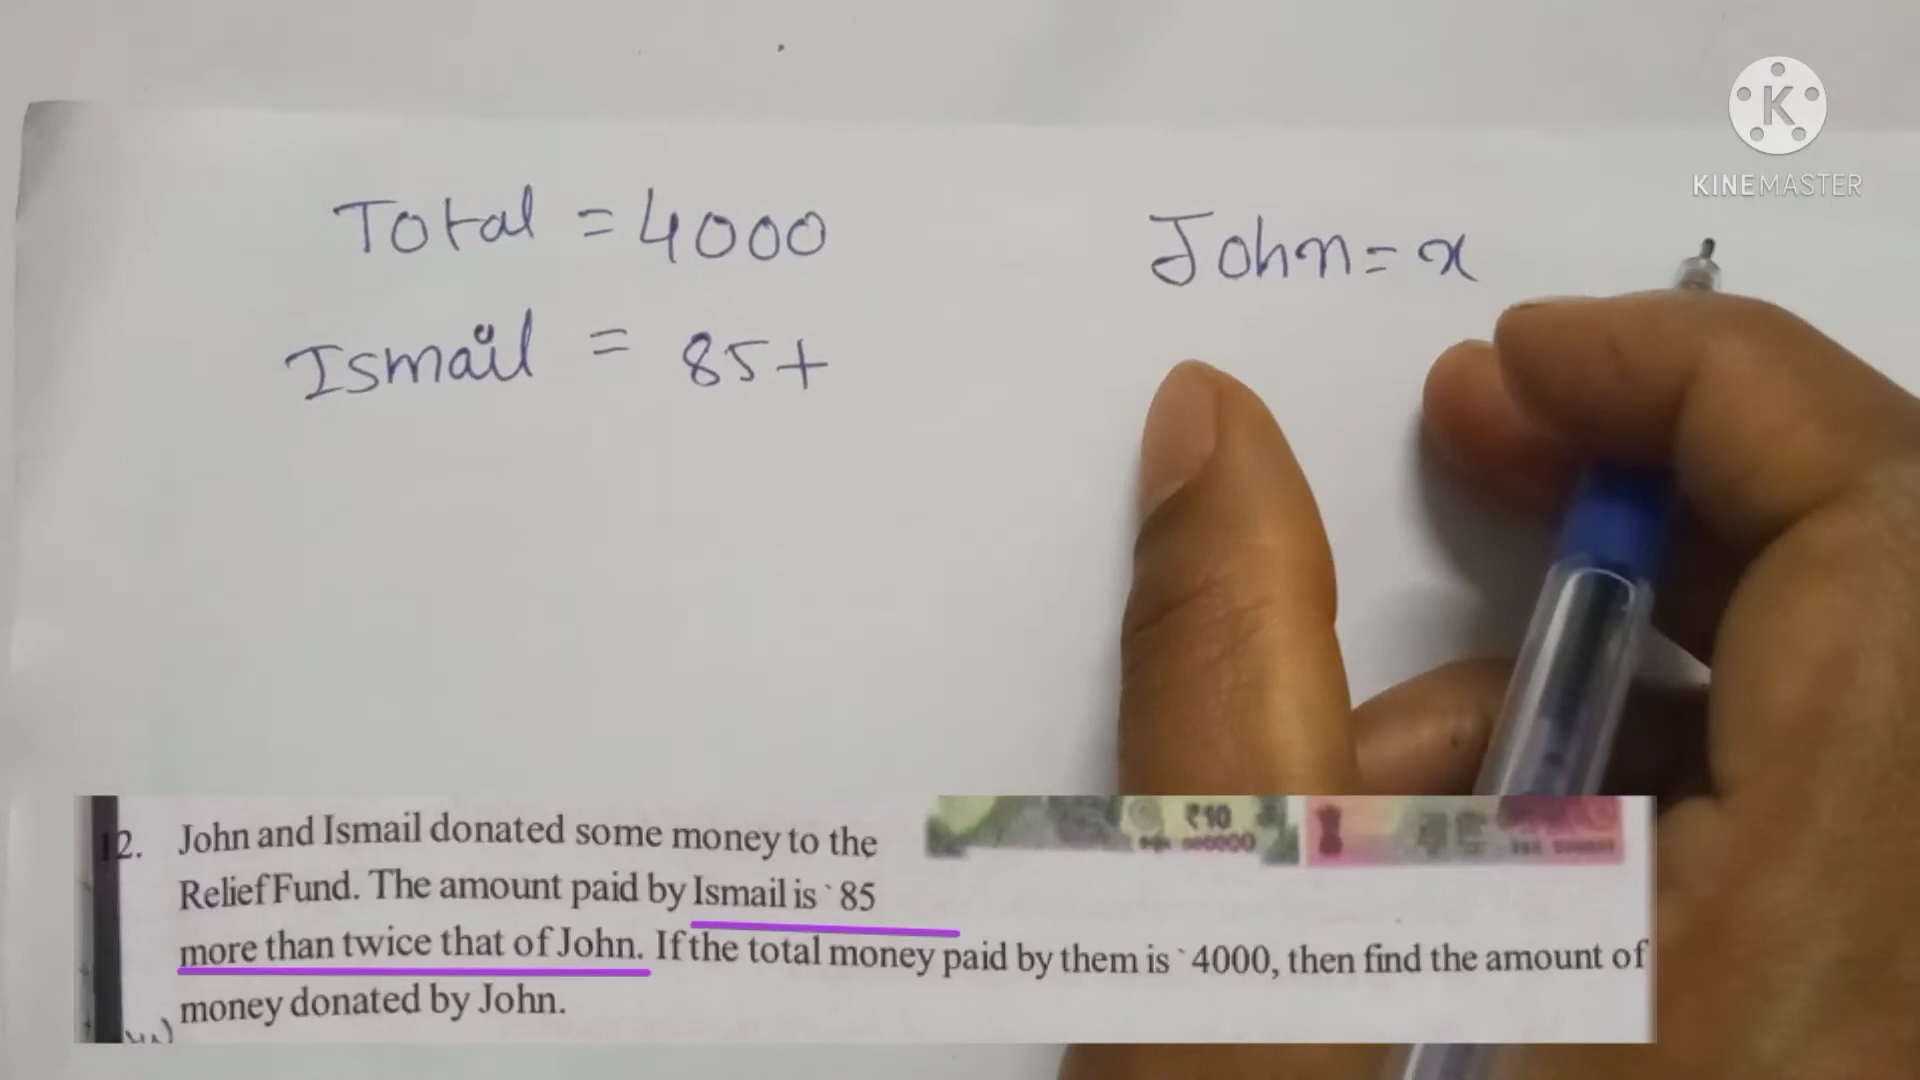 K
KINEMASTER
Total = 4000
John = x
Ismail = 85+
12. John and Ismail donated some money to the
Relief Fund. The amount paid by Ismail is ` 85
more than twice that of John. If the total money paid by them is ` 4000, then find the amount of
money donated by John.
₹10